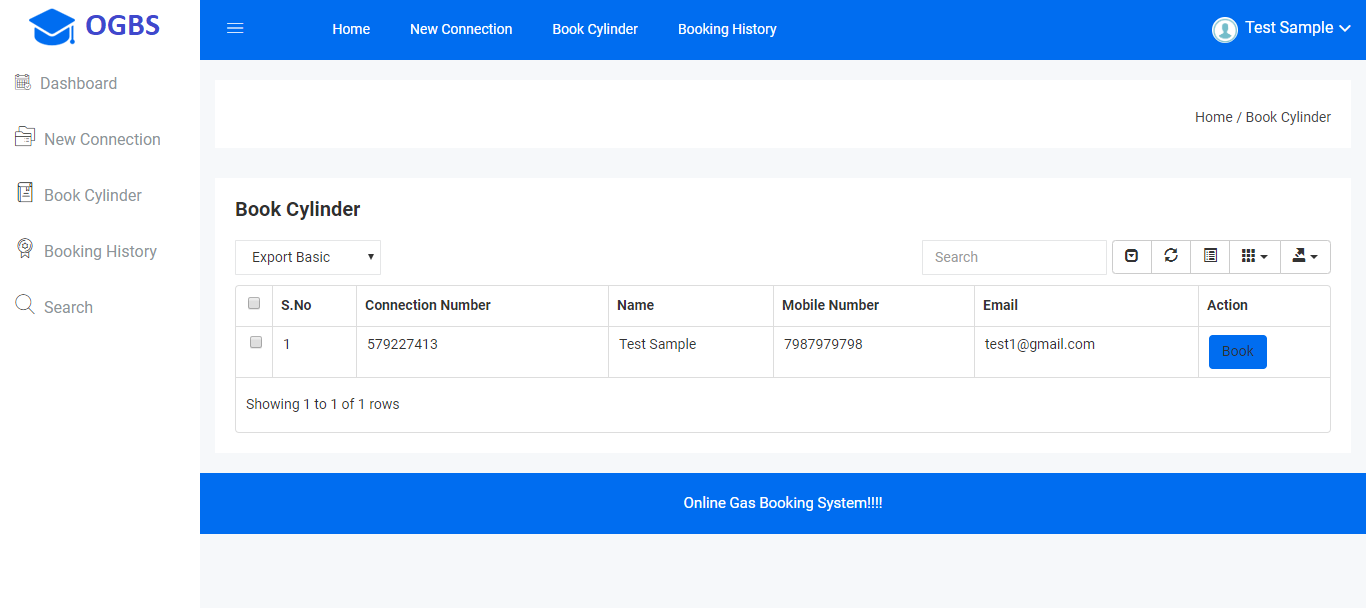 OGBS
Home New Connection Book Cylinder Booking History Test Sample
Dashboard
New Connection
Book Cylinder
Booking History
Search
Home / Book Cylinder
Book Cylinder
Export Basic Search
S.No Connection Number Name Mobile Number Email Action
1 579227413 Test Sample 7987979798 test1@gmail.com Book
Showing 1 to 1 of 1 rows
Online Gas Booking System!!!!